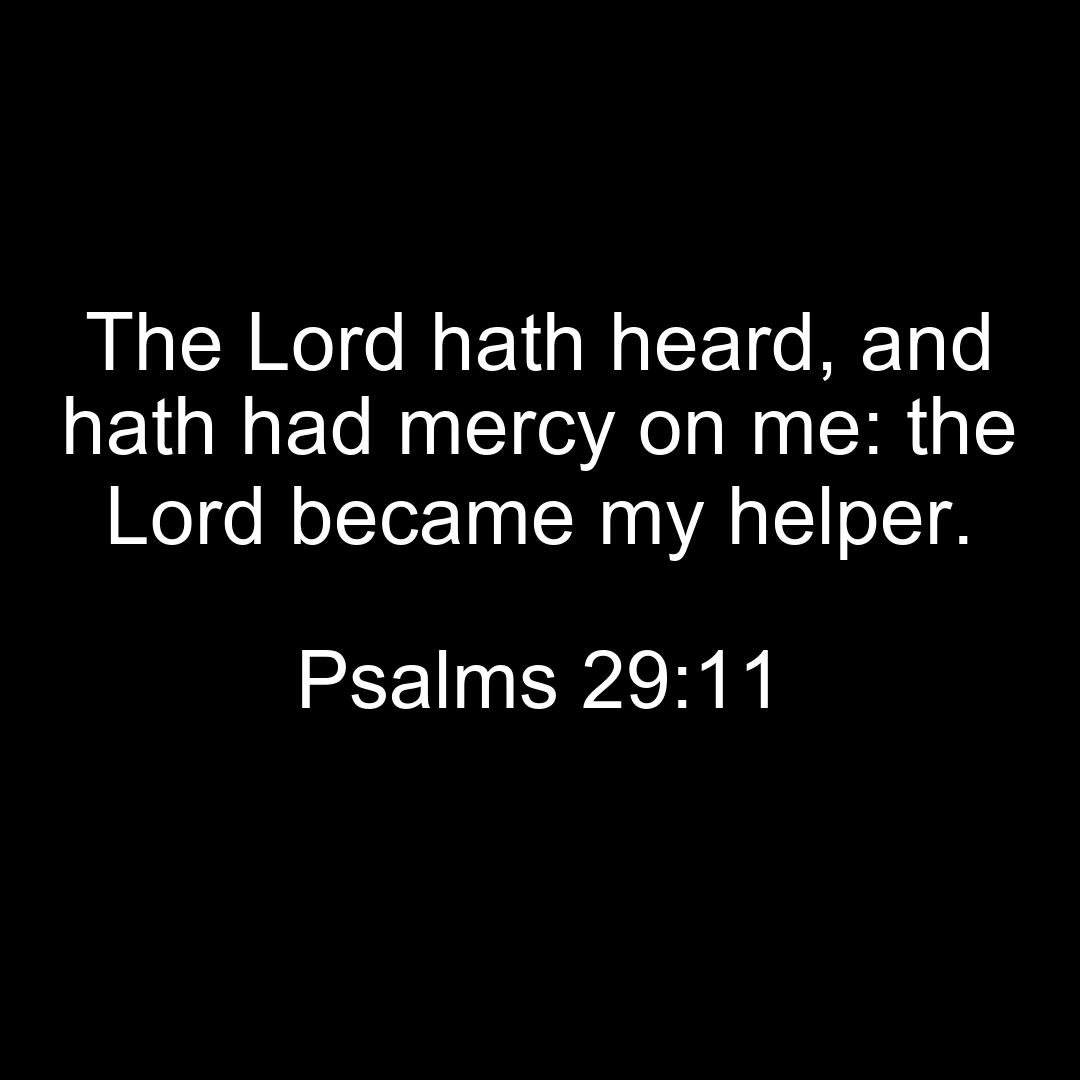 The Lord hath heard, and
hath had mercy on me: the
Lord became my helper.
Psalms 29:11